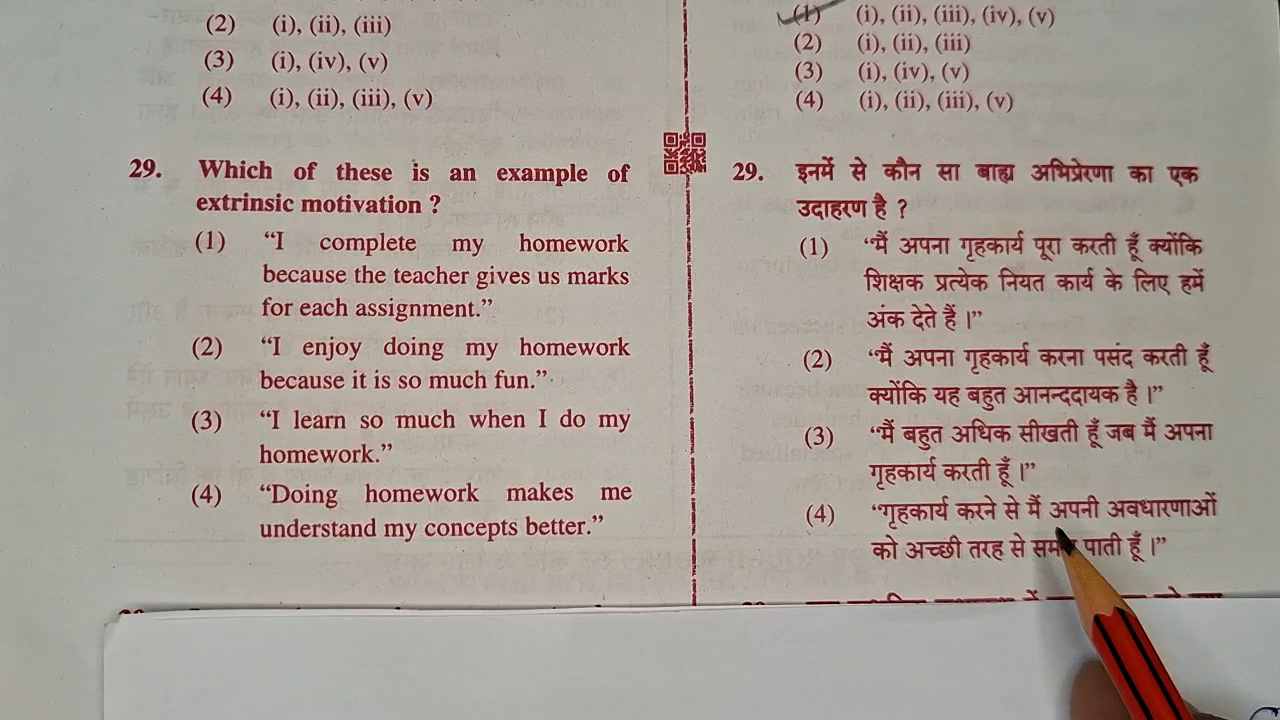 (2) (i), (ii), (iii)
(3) (i), (iv), (v)
(4) (i), (ii), (iii), (v)
29. Which of these is an example of
extrinsic motivation ?
(1) “I complete my homework
because the teacher gives us marks
for each assignment.”
(2) “I enjoy doing my homework
because it is so much fun.”
(3) “I learn so much when I do my
homework.”
(4) “Doing homework makes me
understand my concepts better.”
(1) (i), (ii), (iii), (iv), (v)
(2) (i), (ii), (iii)
(3) (i), (iv), (v)
(4) (i), (ii), (iii), (v)
29. इनमें से कौन सा बाह्य अभिप्रेरणा का एक
उदाहरण है ?
(1) “मैं अपना गृहकार्य पूरा करती हूँ क्योंकि
शिक्षक प्रत्येक नियत कार्य के लिए हमें
अंक देते हैं ।”
(2) “मैं अपना गृहकार्य करना पसंद करती हूँ
क्योंकि यह बहुत आनन्ददायक है ।”
(3) “मैं बहुत अधिक सीखती हूँ जब मैं अपना
गृहकार्य करती हूँ ।”
(4) “गृहकार्य करने से मैं अपनी अवधारणाओं
को अच्छी तरह से पाती हूँ ।”